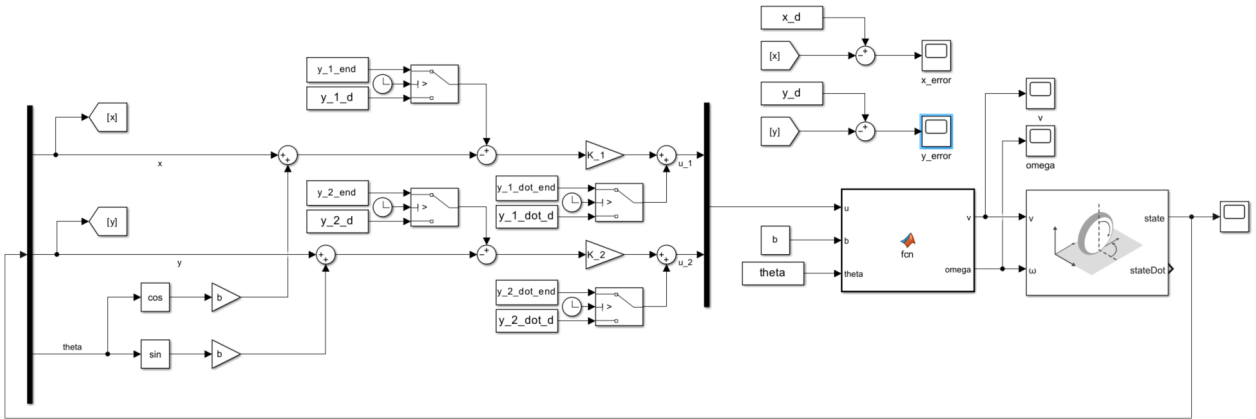 x_d
[x]
x_error
y_d
[y]
y_error
v
omega
y_1_end
>
y_1_d
[x]
x
K_1
u_1
y_1_dot_end
>
y_1_dot_d
y_2_end
>
y_2_d
[y]
y
K_2
u_2
y_2_dot_end
>
y_2_dot_d
cos
b
theta
sin
b
u
b
theta
fcn
v
omega
b
theta
v
ω
state
stateDot